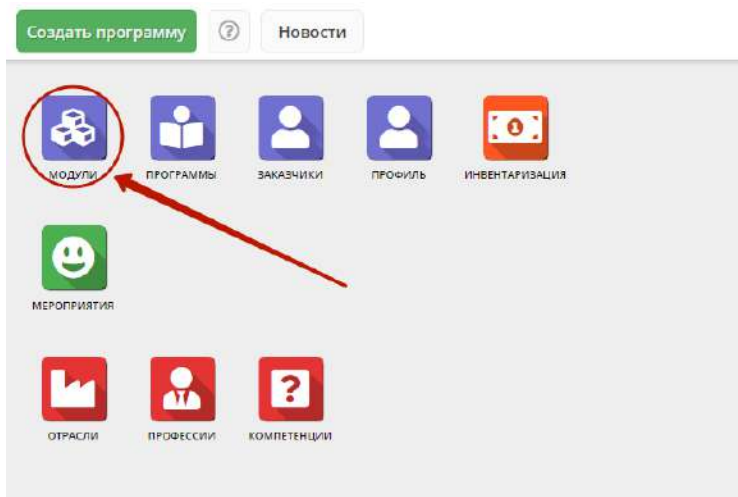 Создать программу ? Новости
МОДУЛИ ПРОГРАММЫ ЗАКАЗЧИКИ ПРОФИЛЬ ИНВЕНТАРИЗАЦИЯ
МЕРОПРИЯТИЯ
ОТРАСЛИ ПРОФЕССИИ КОМПЕТЕНЦИИ